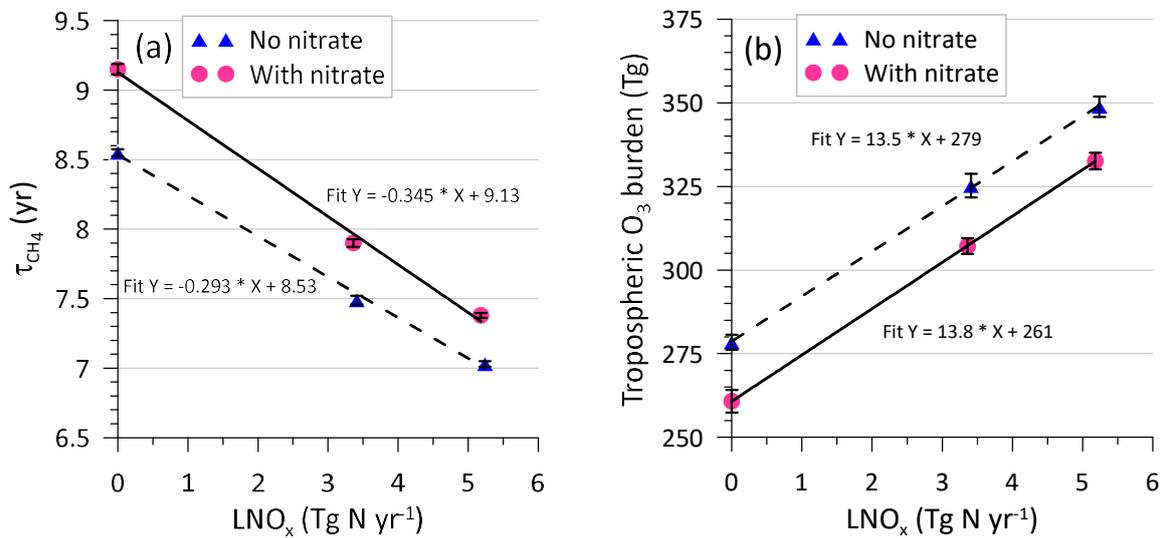 (a)
No nitrate
With nitrate
9.5
9
8.5
8
7.5
7
6.5
τCH4 (yr)
Fit Y = -0.345 * X + 9.13
Fit Y = -0.293 * X + 8.53
0 1 2 3 4 5 6
LNOx (Tg N yr-1)
(b)
No nitrate
With nitrate
375
350
325
300
275
250
Tropospheric O3 burden (Tg)
Fit Y = 13.5 * X + 279
Fit Y = 13.8 * X + 261
0 1 2 3 4 5 6
LNOx (Tg N yr-1)